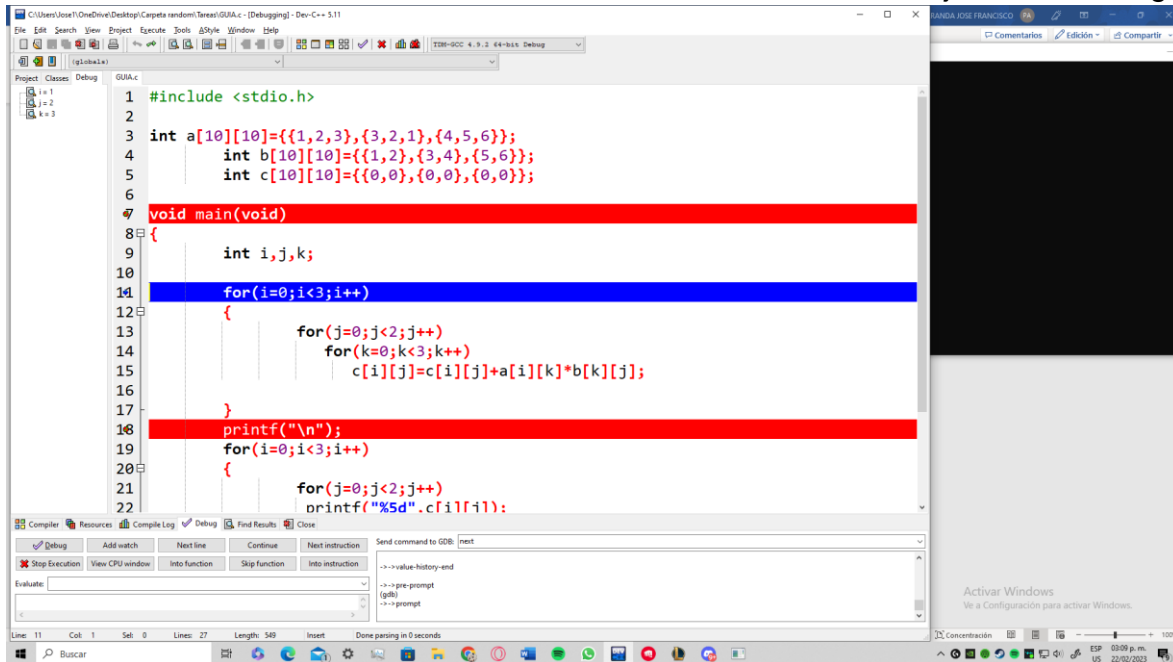 C:\Users\Jose1\OneDrive\Desktop\Carpeta random\Tareas\GUIA.c - [Debugging] - Dev-C++ 5.11
RANDA JOSE FRANCISCO PA
File Edit Search View Project Execute Tools AStyle Window Help
Comentarios Edición Compartir
TDM-GCC 4.9.2 64-bit Debug
(globals)
Project Classes Debug GUIA.c
i = 1
j = 2
k = 3
1 #include <stdio.h>
2
3 int a[10][10]={{1,2,3},{3,2,1},{4,5,6}};
4 int b[10][10]={{1,2},{3,4},{5,6}};
5 int c[10][10]={{0,0},{0,0},{0,0}};
6
7 void main(void)
8 {
9 int i,j,k;
10
11 for(i=0;i<3;i++)
12 {
13 for(j=0;j<2;j++)
14 for(k=0;k<3;k++)
15 c[i][j]=c[i][j]+a[i][k]*b[k][j];
16
17 }
18 printf("\n");
19 for(i=0;i<3;i++)
20 {
21 for(j=0;j<2;j++)
22 printf("%5d",c[i][j]);
Compiler Resources Compile Log Debug Find Results Close
Debug Add watch Next line Continue Next instruction
Send command to GDB: next
Stop Execution View CPU window Into function Skip function Into instruction
->->value-history-end
Evaluate:
->->pre-prompt
(gdb)
->->prompt
Activar Windows
Ve a Configuración para activar Windows.
Line: 11 Col: 1 Sel: 0 Lines: 27 Length: 549 Insert Done parsing in 0 seconds
Concentración 100
Buscar
ESP 03:09 p. m.
US 22/02/2023